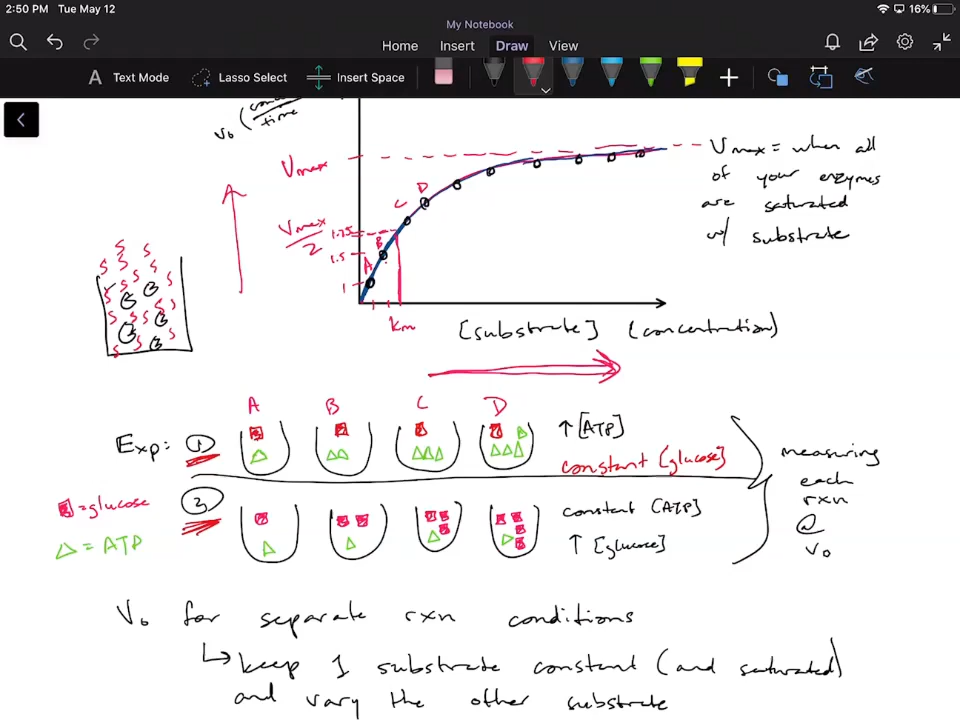 2:50 PM Tue May 12
16%
My Notebook
Home Insert Draw View
A Text Mode Lasso Select Insert Space
V₀ (
time
Vmax
Vmax = when all
of your enzymes
are saturated
w/ substrate
Vmax
2
1.75
1.5
1
A
B
C
D
km
[substrate] (concentration)
S S S S S S S S S S S S S S S S
A B C D
Exp: 1
↑[ATP]
constant [glucose]
measuring
each
rxn
@
V₀
=glucose
△ = ATP
2
constant [ATP]
↑ [glucose]
V₀ for separate rxn conditions
↳ keep 1 substrate constant (and saturated)
and vary the other substrate